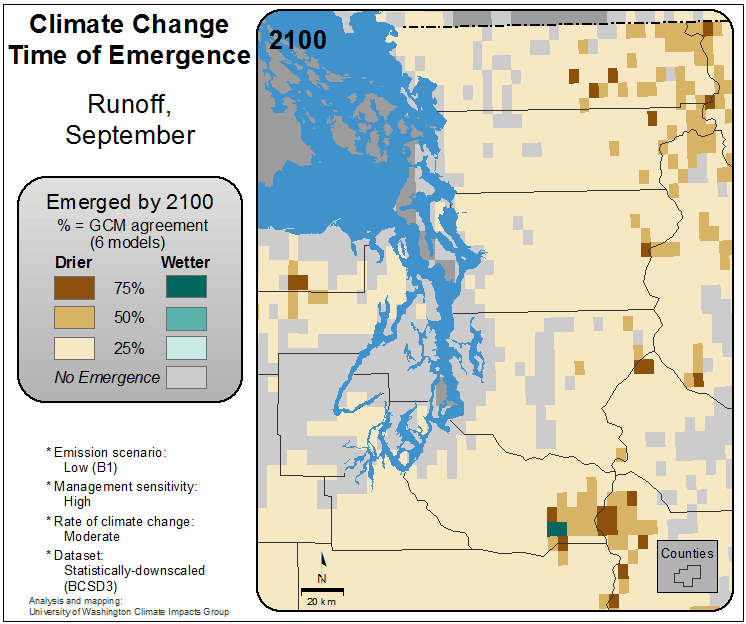 Climate Change
Time of Emergence
Runoff,
September
Emerged by 2100
% = GCM agreement
(6 models)
Drier Wetter
75%
50%
25%
No Emergence
* Emission scenario:
Low (B1)
* Management sensitivity:
High
* Rate of climate change:
Moderate
* Dataset:
Statistically-downscaled
(BCSD3)
Analysis and mapping:
University of Washington Climate Impacts Group
2100
N
20 km
Counties